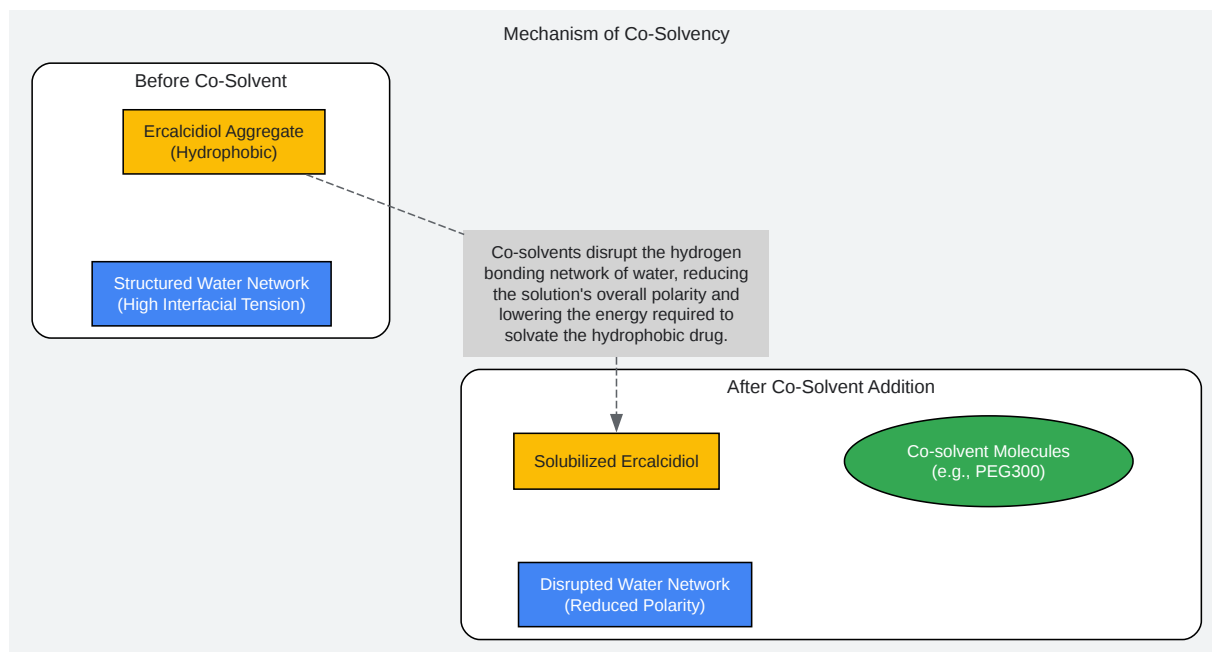 Mechanism of Co-Solvency
Before Co-Solvent
Ercalcidiol Aggregate
(Hydrophobic)
Structured Water Network
(High Interfacial Tension)
Co-solvents disrupt the hydrogen
bonding network of water, reducing
the solution's overall polarity and
lowering the energy required to
solvate the hydrophobic drug.
After Co-Solvent Addition
Solubilized Ercalcidiol
Co-solvent Molecules
(e.g., PEG300)
Disrupted Water Network
(Reduced Polarity)